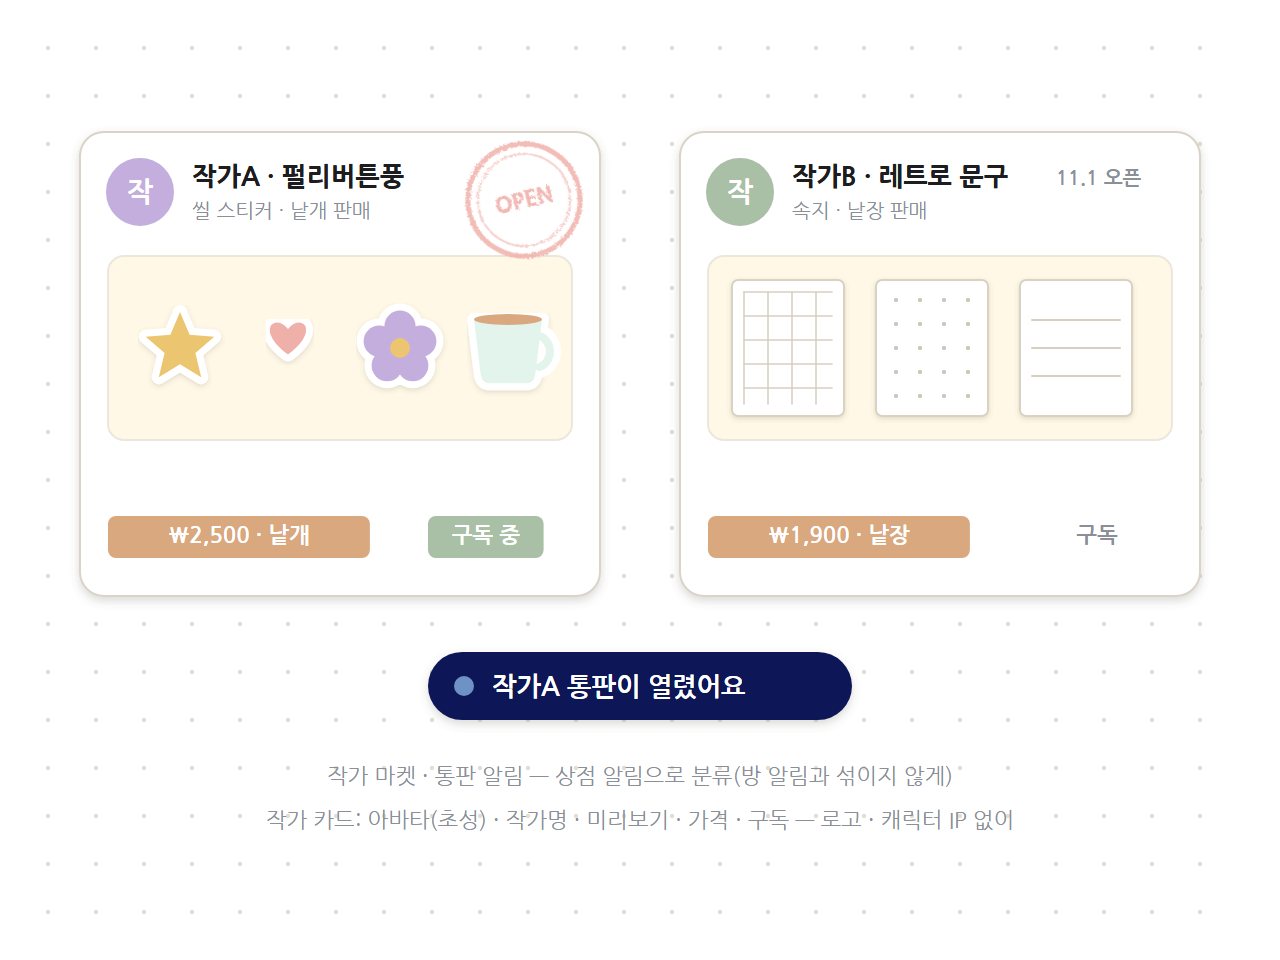 작
작가A · 펄리버튼풍
씰 스티커 · 낱개 판매
OPEN
₩2,500 · 낱개
구독 중
작
작가B · 레트로 문구
11.1 오픈
속지 · 낱장 판매
₩1,900 · 낱장
구독
작가A 통판이 열렸어요
작가 마켓 · 통판 알림 — 상점 알림으로 분류(방 알림과 섞이지 않게)
작가 카드: 아바타(초성) · 작가명 · 미리보기 · 가격 · 구독 — 로고 · 캐릭터 IP 없이